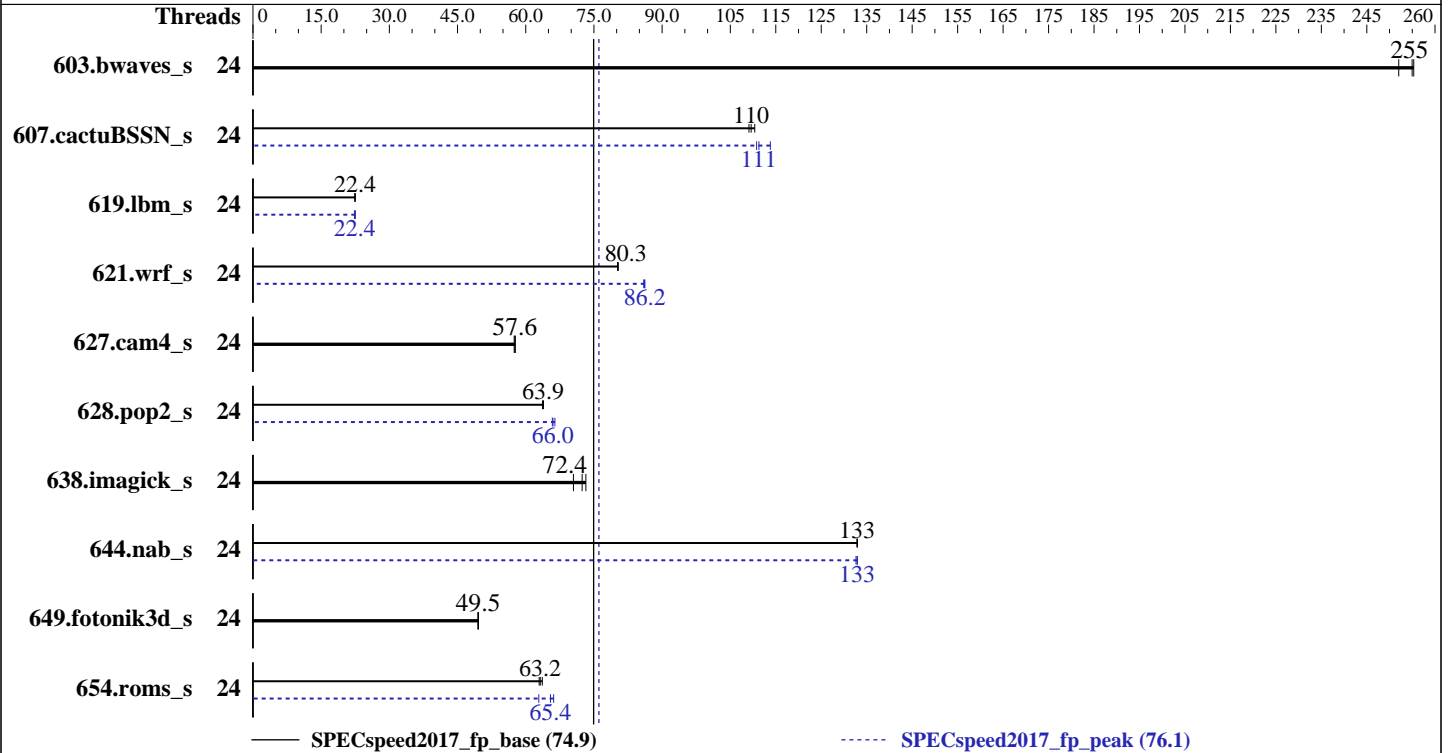 Threads 0 15.0 30.0 45.0 60.0 75.0 90.0 105 115 125 135 145 155 165 175 185 195 205 215 225 235 245 260
255
603.bwaves_s 24
110
607.cactuBSSN_s 24
111
22.4
619.lbm_s 24
22.4
80.3
621.wrf_s 24
86.2
57.6
627.cam4_s 24
63.9
628.pop2_s 24
66.0
72.4
638.imagick_s 24
133
644.nab_s 24
133
49.5
649.fotonik3d_s 24
63.2
654.roms_s 24
65.4
SPECspeed2017_fp_base (74.9) SPECspeed2017_fp_peak (76.1)